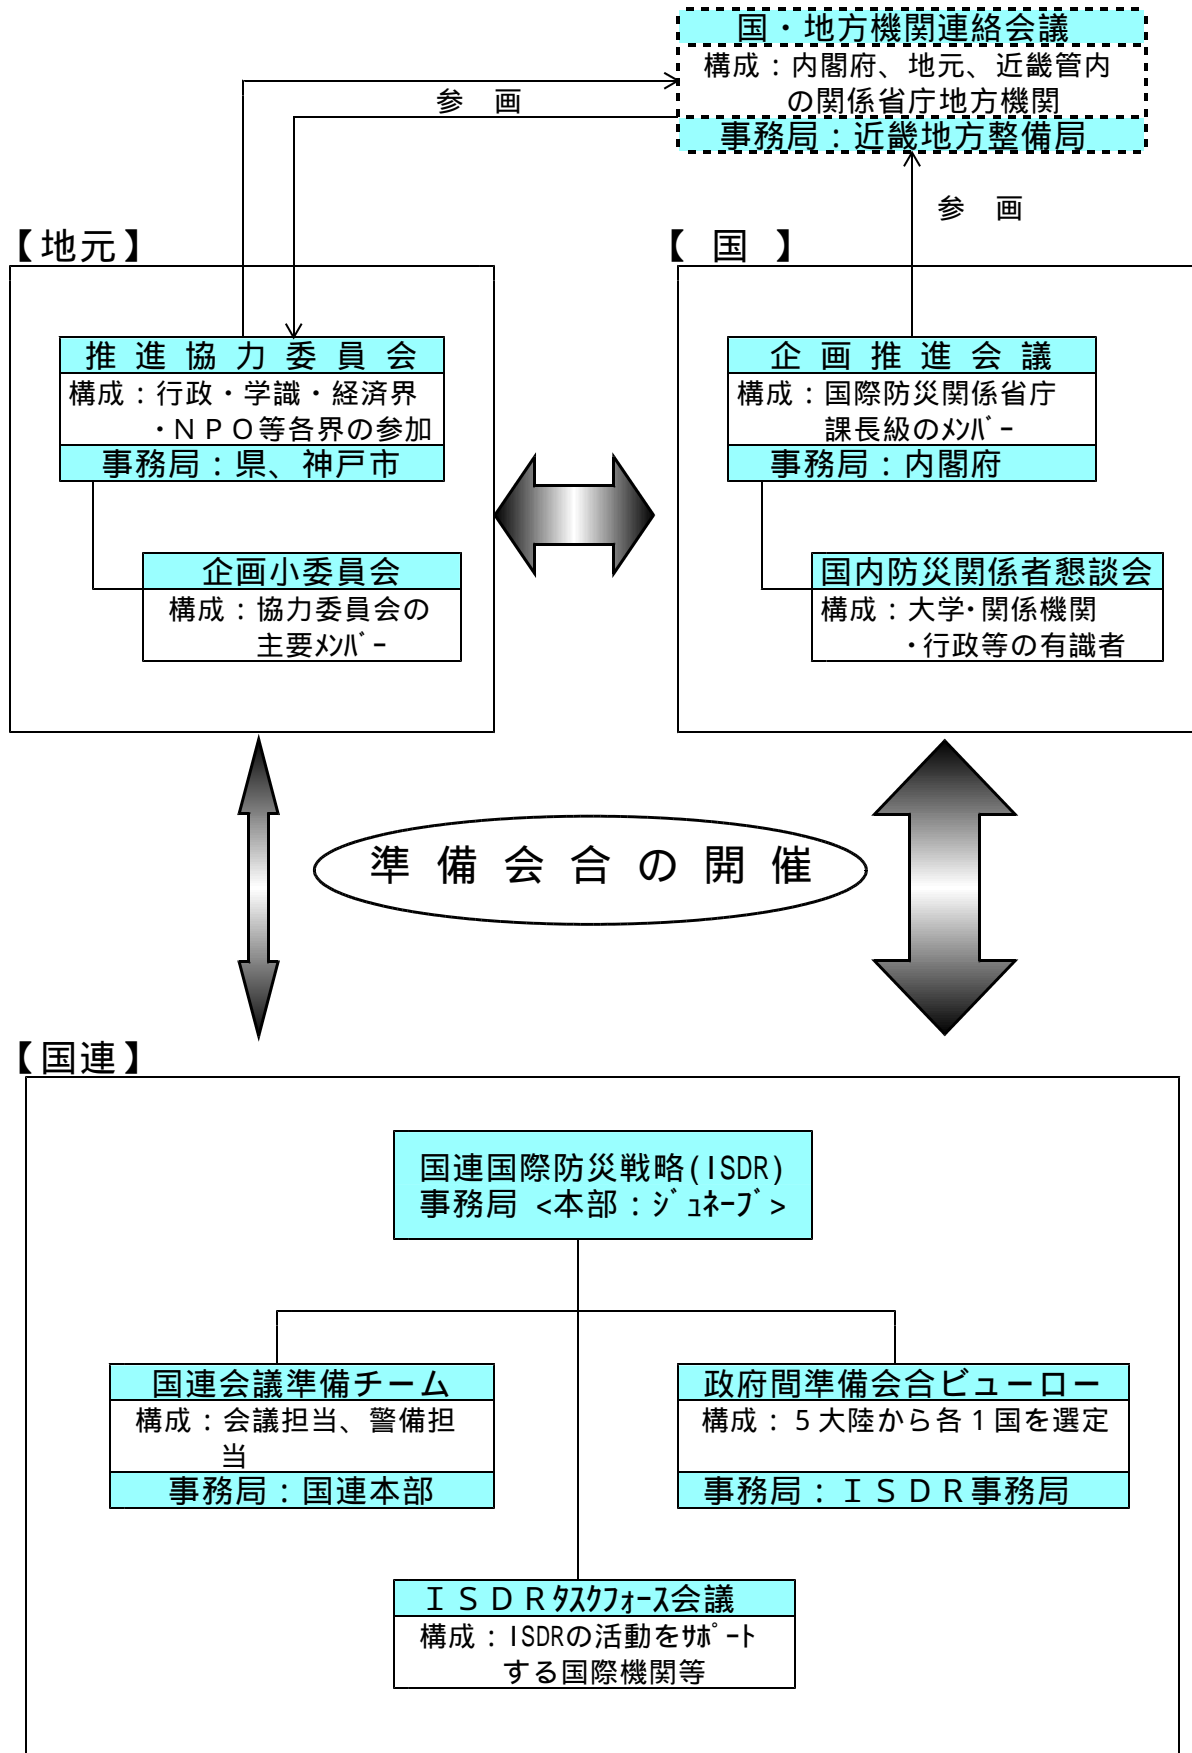 国・地方機関連絡会議
構成：内閣府、地元、近畿管内
の関係省庁地方機関
事務局：近畿地方整備局
参　画
参　画
【地元】
【　国　】
推 進 協 力 委 員 会
構成：行政・学識・経済界
・ＮＰＯ等各界の参加
事務局：県、神戸市
企 画 推 進 会 議
構成：国際防災関係省庁
課長級のﾒﾝﾊﾞｰ
事務局：内閣府
企画小委員会
構成：協力委員会の
主要ﾒﾝﾊﾞｰ
国内防災関係者懇談会
構成：大学・関係機関
・行政等の有識者
準 備 会 合 の 開 催
【国連】
国連国際防災戦略(ISDR)
事務局 <本部：ｼﾞｭﾈｰﾌﾞ>
国連会議準備チーム
構成：会議担当、警備担
当
事務局：国連本部
政府間準備会合ビューロー
構成：５大陸から各１国を選定
事務局：ＩＳＤＲ事務局
ＩＳＤＲﾀｽｸﾌｫｰｽ会議
構成：ISDRの活動をｻﾎﾟｰﾄ
する国際機関等